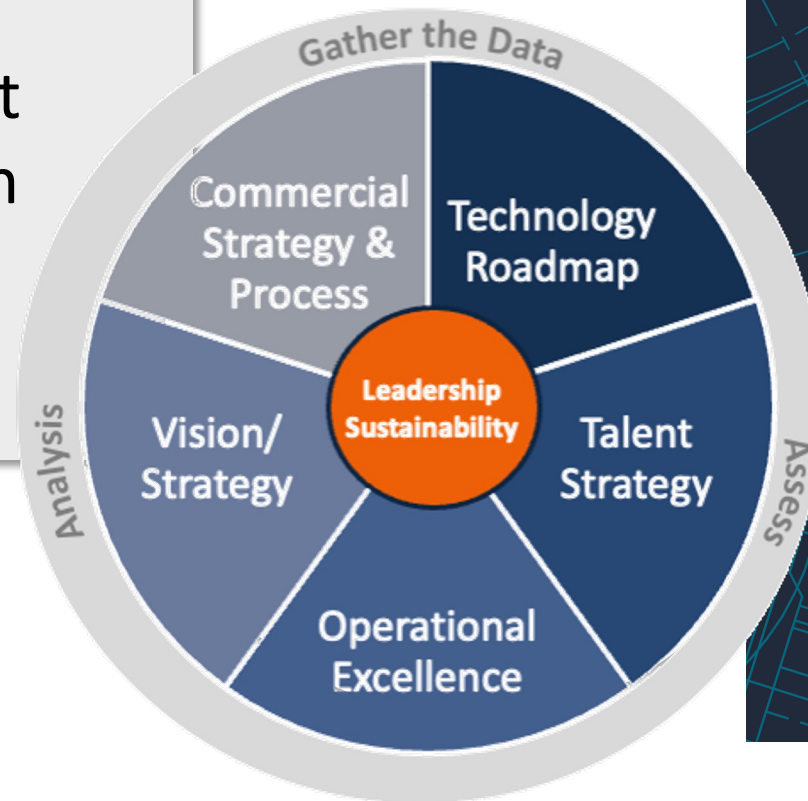 t
n
Gather the Data
Commercial
Strategy &
Process
Technology
Roadmap
Leadership
Sustainability
Vision/
Strategy
Talent
Strategy
Analysis
Assess
Operational
Excellence